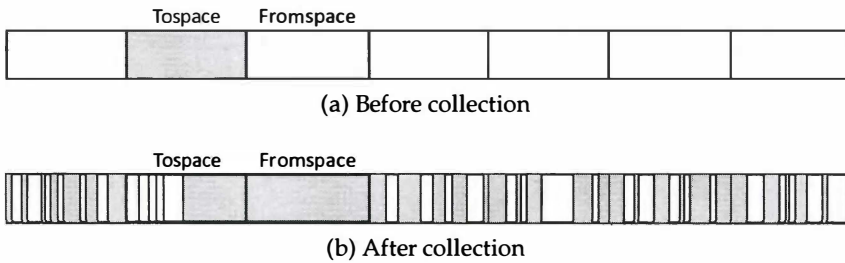 Tospace Fromspace
(a) Before collection
Tospace Fromspace
(b) After collection